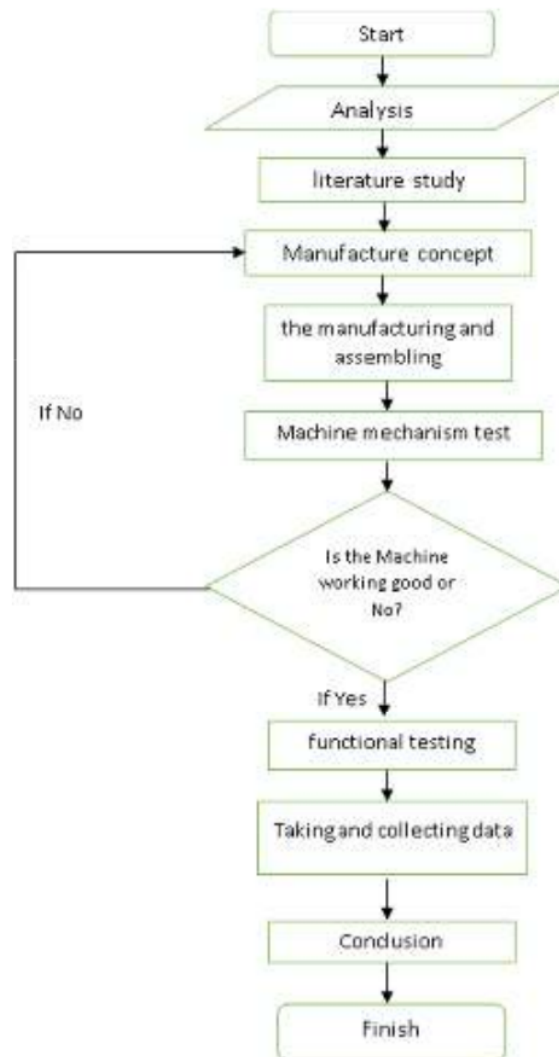 Start
Analysis
literature study
Manufacture concept
the manufacturing and
assembling
If No
Machine mechanism test
Is the Machine
working good or
No?
If Yes
functional testing
Taking and collecting data
Conclusion
Finish